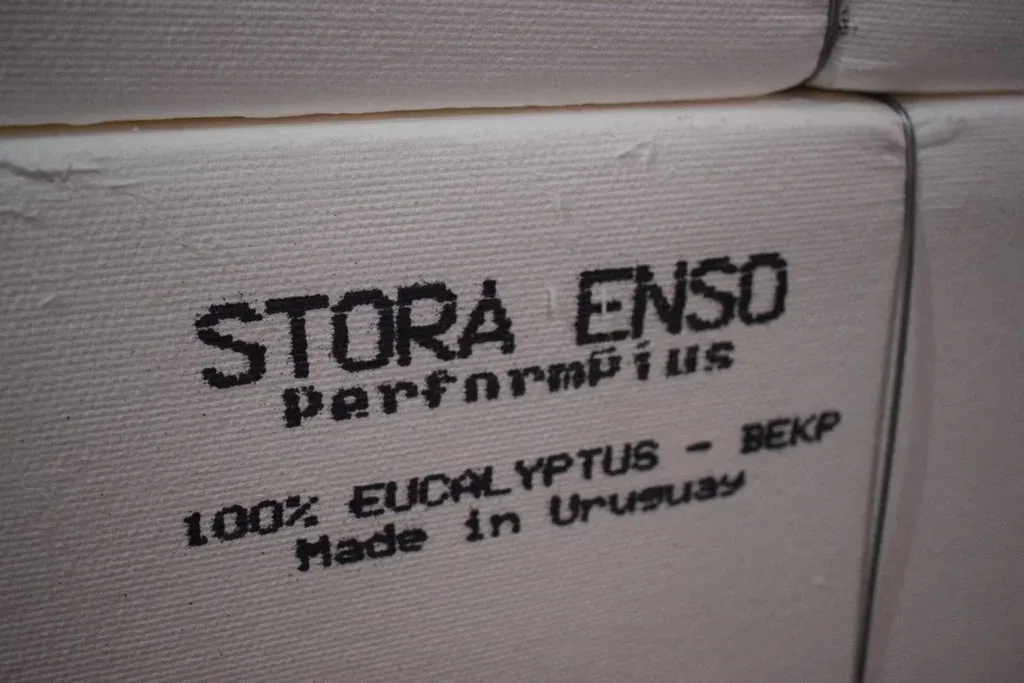 STORA ENSO
PerformPlus
100% EUCALYPTUS - BEKP
Made in Uruguay